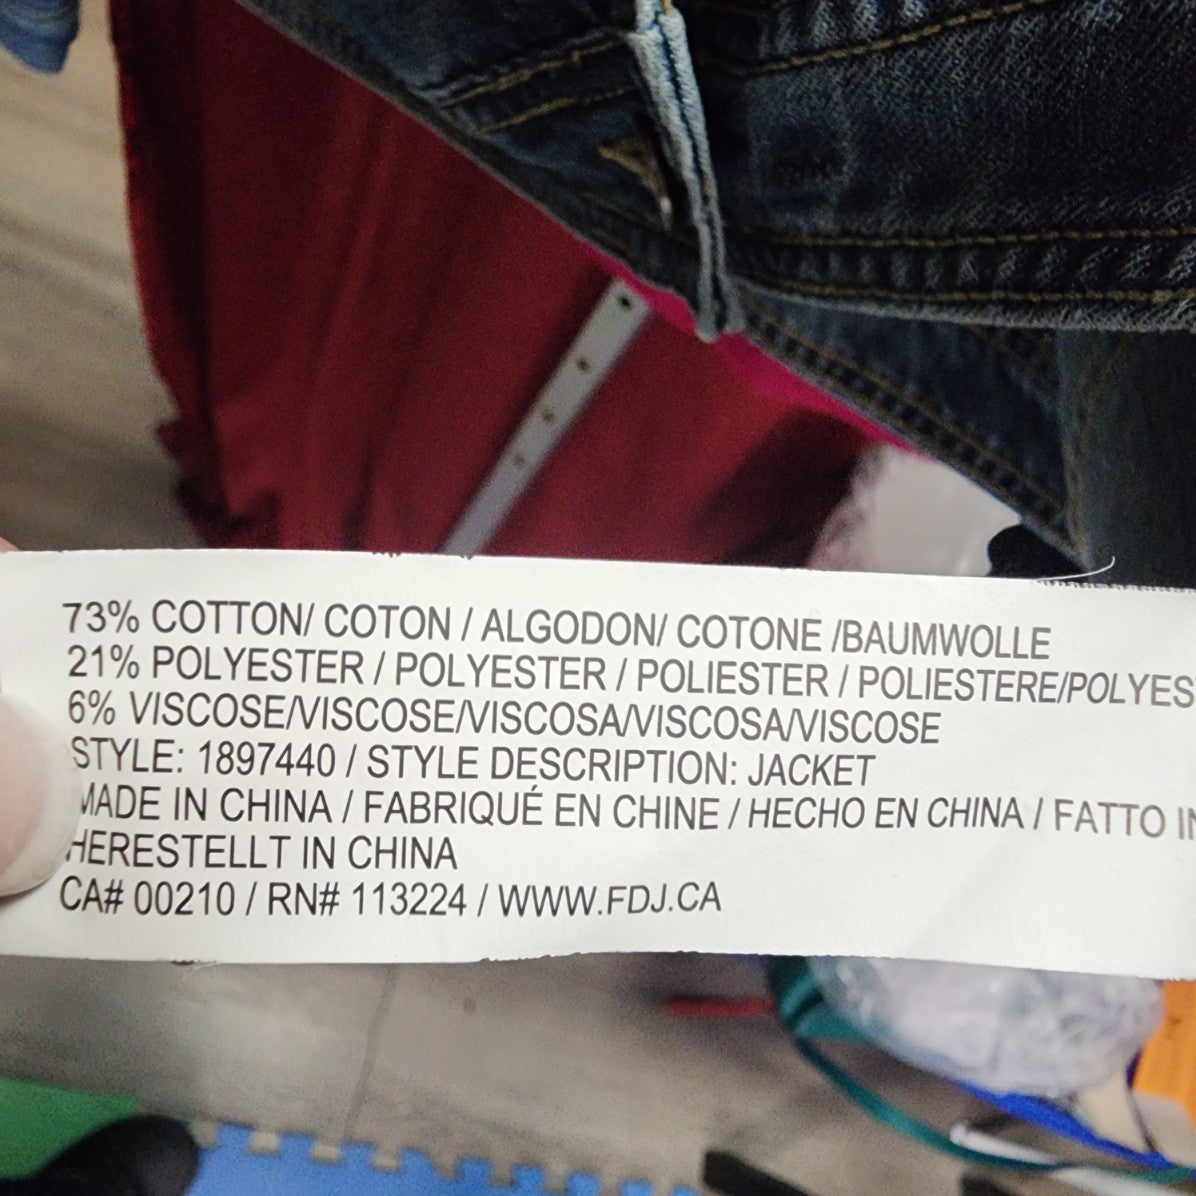 73% COTTON/ COTON / ALGODON/ COTONE /BAUMWOLLE
21% POLYESTER / POLYESTER / POLIESTER / POLIESTERE/POLYES
6% VISCOSE/VISCOSE/VISCOSA/VISCOSA/VISCOSE
STYLE: 1897440 / STYLE DESCRIPTION: JACKET
MADE IN CHINA / FABRIQUÉ EN CHINE / HECHO EN CHINA / FATTO IN
HERESTELLT IN CHINA
CA# 00210 / RN# 113224 / WWW.FDJ.CA